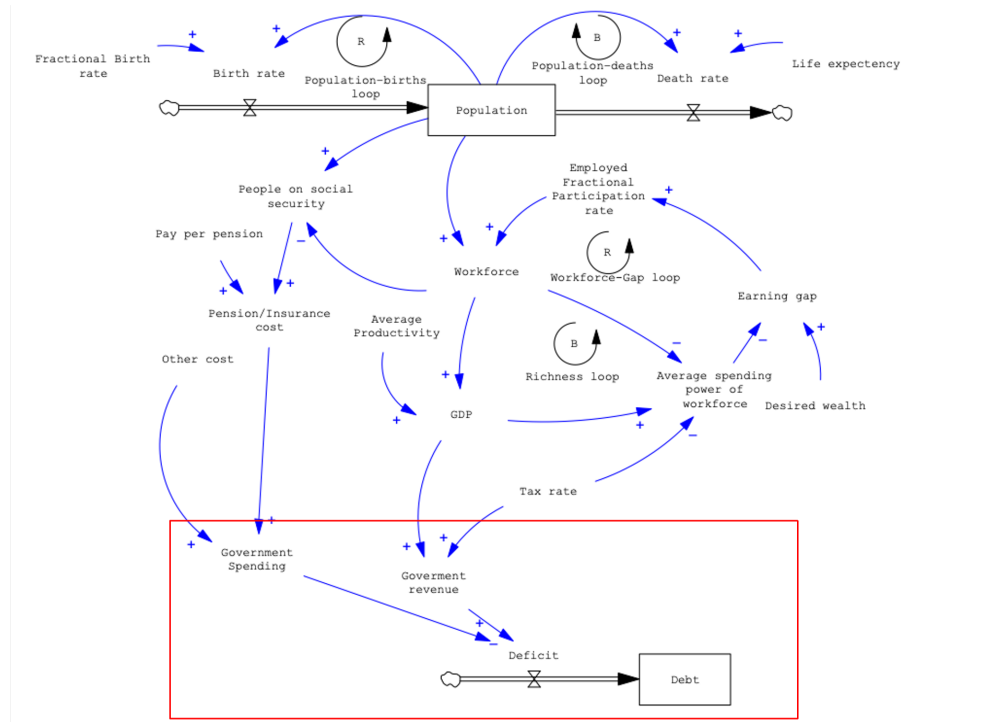 Fractional Birth
rate
+
Birth rate
+
R
Population-births
loop
B
Population-deaths
loop
+
Death rate
+
Life expectency
Population
+
People on social
security
Employed
Fractional
Participation
rate
+
Pay per pension
–
+
+
Workforce
R
Workforce-Gap loop
+
+
Pension/Insurance
cost
Earning gap
Average
Productivity
B
Richness loop
–
–
+
Other cost
+
Average spending
power of
workforce
Desired wealth
+
GDP
+
–
Tax rate
+
+
Government
Spending
+
+
Goverment
revenue
+
–
Deficit
Debt